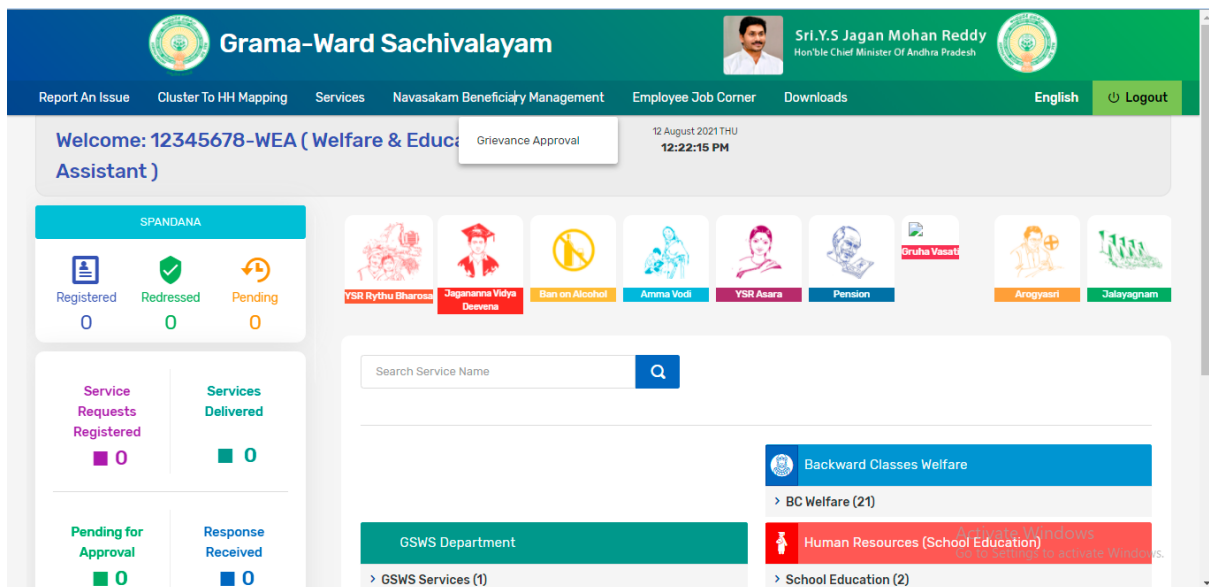 Grama-Ward Sachivalayam
Sri.Y.S Jagan Mohan Reddy
Hon'ble Chief Minister Of Andhra Pradesh
Report An Issue
Cluster To HH Mapping
Services
Navasakam Beneficiary Management
Employee Job Corner
Downloads
English
Logout
Grievance Approval
Welcome: 12345678-WEA ( Welfare & Educa
Assistant )
12 August 2021 THU
12:22:15 PM
SPANDANA
Registered
0
Redressed
0
Pending
0
YSR Rythu Bharosa
Jagananna Vidya
Deevena
Ban on Alcohol
Amma Vodi
YSR Asara
Pension
Gruha Vasati
Arogyasri
Jalayagnam
Search Service Name
Service
Requests
Registered
0
Services
Delivered
0
Pending for
Approval
0
Response
Received
0
Backward Classes Welfare
> BC Welfare (21)
GSWS Department
> GSWS Services (1)
Human Resources (School Education)
> School Education (2)
Activate Windows
Go to Settings to activate Windows.